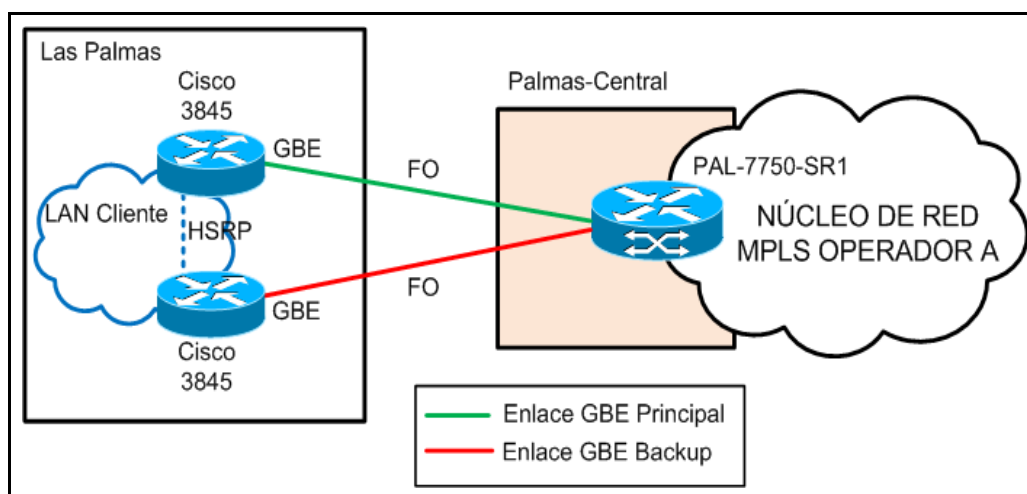 Las Palmas
Cisco
3845
GBE
LAN Cliente
HSRP
GBE
Cisco
3845
FO
FO
Palmas-Central
PAL-7750-SR1
NÚCLEO DE RED
MPLS OPERADOR A
Enlace GBE Principal
Enlace GBE Backup